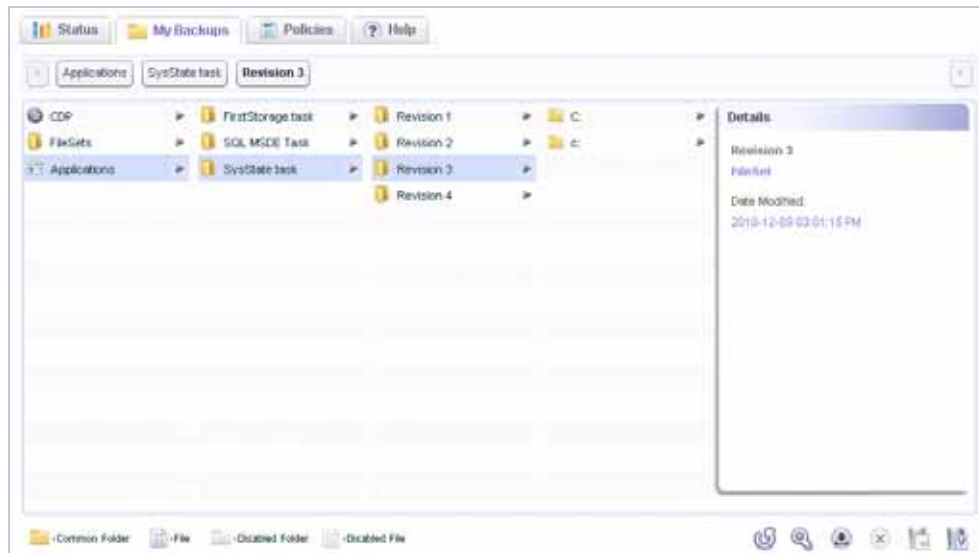 Status My Backups Policies ? Help
Applications SysState task Revision 3
CDP FirstStorage task Revision 1 C: Details
FileSets SQL MSDE Task Revision 2 c:
Applications SysState task Revision 3 Revision 3
FileSet
Revision 4 Date Modified:
2010-12-09 03:01:15 PM
-Common Folder -File -Disabled Folder -Disabled File